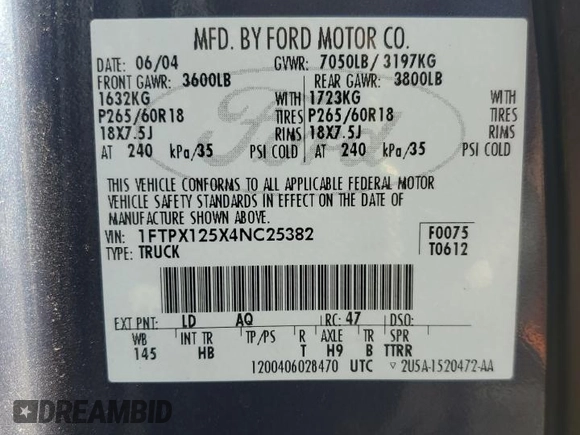 MFD. BY FORD MOTOR CO.
DATE: 06/04 GVWR: 7050LB/ 3197KG
FRONT GAWR: 3600LB REAR GAWR: 3800LB
1632KG WITH 1723KG WITH
P265/60R18 TIRES P265/60R18 TIRES
18X7.5J RIMS 18X7.5J RIMS
AT 240 kPa/35 PSI COLD AT 240 kPa/35 PSI COLD
THIS VEHICLE CONFORMS TO ALL APPLICABLE FEDERAL MOTOR
VEHICLE SAFETY STANDARDS IN EFFECT ON THE DATE OF
MANUFACTURE SHOWN ABOVE.
VIN: 1FTPX125X4NC25382 F0075
TYPE: TRUCK T0612
EXT PNT: LD AQ RC: 47 DSO:
WB INT TR TP/PS R AXLE TR SPR
145 HB T H9 B TTRR
1200406028470 UTC 2U5A-1520472-AA
Ford
DREAMBID